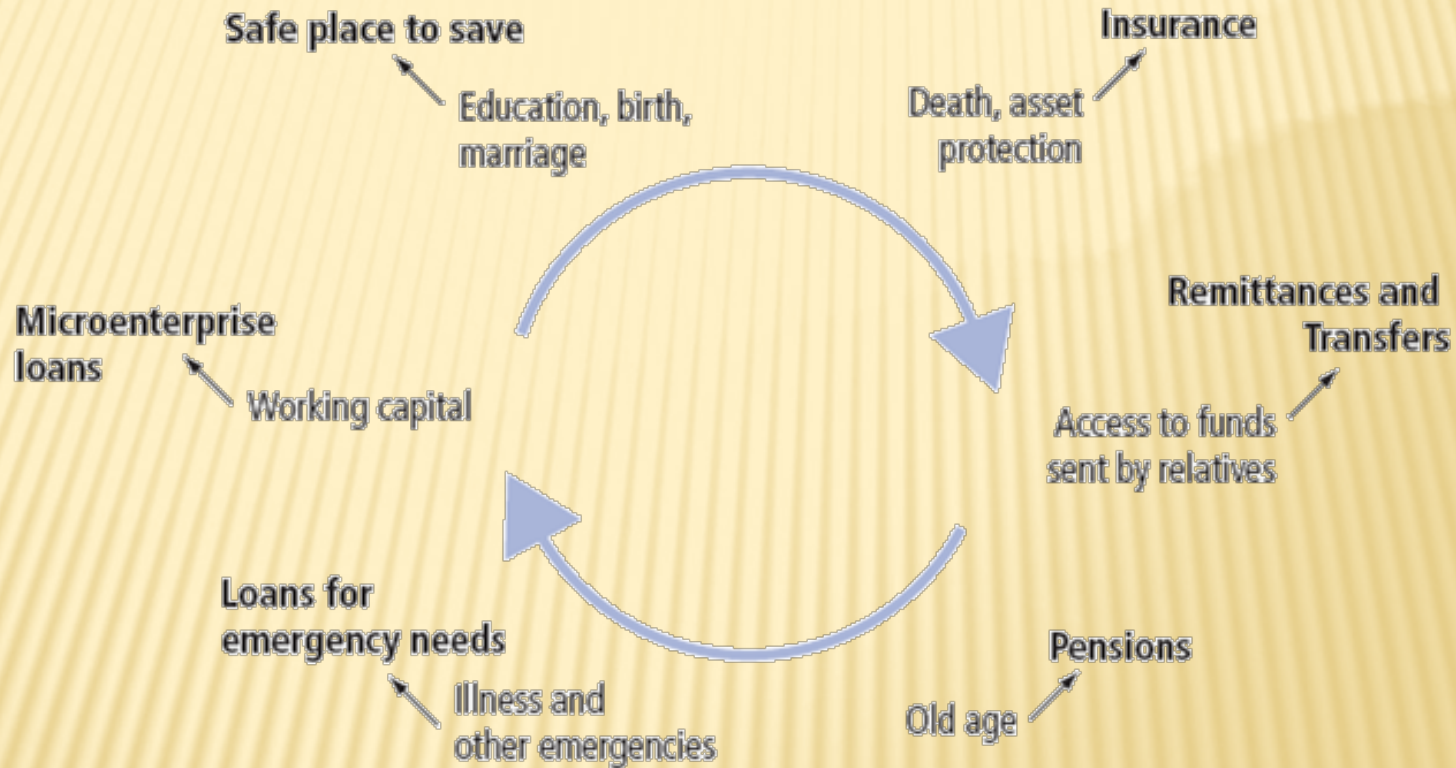 Safe place to save
Education, birth,
marriage
Insurance
Death, asset
protection
Remittances and
Transfers
Access to funds
sent by relatives
Pensions
Old age
Loans for
emergency needs
Illness and
other emergencies
Microenterprise
loans
Working capital